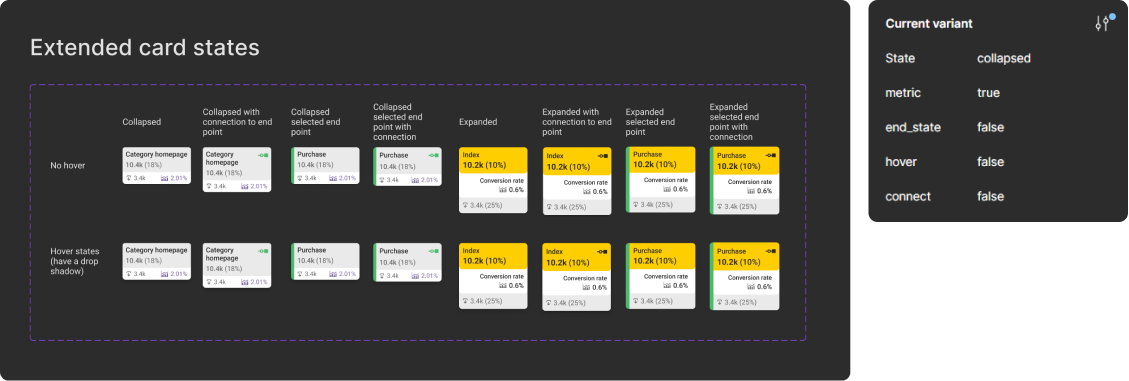 Extended card states
Collapsed
Collapsed with
connection to end
point
Collapsed
selected end
point
Collapsed
selected end
point with
connection
Expanded
Expanded with
connection to end
point
Expanded
selected end
point
Expanded
selected end
point with
connection
No hover
Category homepage
10.4k (18%)
3.4k 2.01%
Category
homepage
10.4k (18%)
3.4k 2.01%
Purchase
10.4k (18%)
3.4k 2.01%
Purchase
10.4k (18%)
3.4k 2.01%
Index
10.2k (10%)
Conversion rate
0.6%
3.4k (25%)
Index
10.2k (10%)
Conversion rate
0.6%
3.4k (25%)
Purchase
10.2k (10%)
Conversion rate
0.6%
3.4k (25%)
Purchase
10.2k (10%)
Conversion rate
0.6%
3.4k (25%)
Hover states
(have a drop
shadow)
Category homepage
10.4k (18%)
3.4k 2.01%
Category
homepage
10.4k (18%)
3.4k 2.01%
Purchase
10.4k (18%)
3.4k 2.01%
Purchase
10.4k (18%)
3.4k 2.01%
Index
10.2k (10%)
Conversion rate
0.6%
3.4k (25%)
Index
10.2k (10%)
Conversion rate
0.6%
3.4k (25%)
Purchase
10.2k (10%)
Conversion rate
0.6%
3.4k (25%)
Purchase
10.2k (10%)
Conversion rate
0.6%
3.4k (25%)
Current variant
State collapsed
metric true
end_state false
hover false
connect false